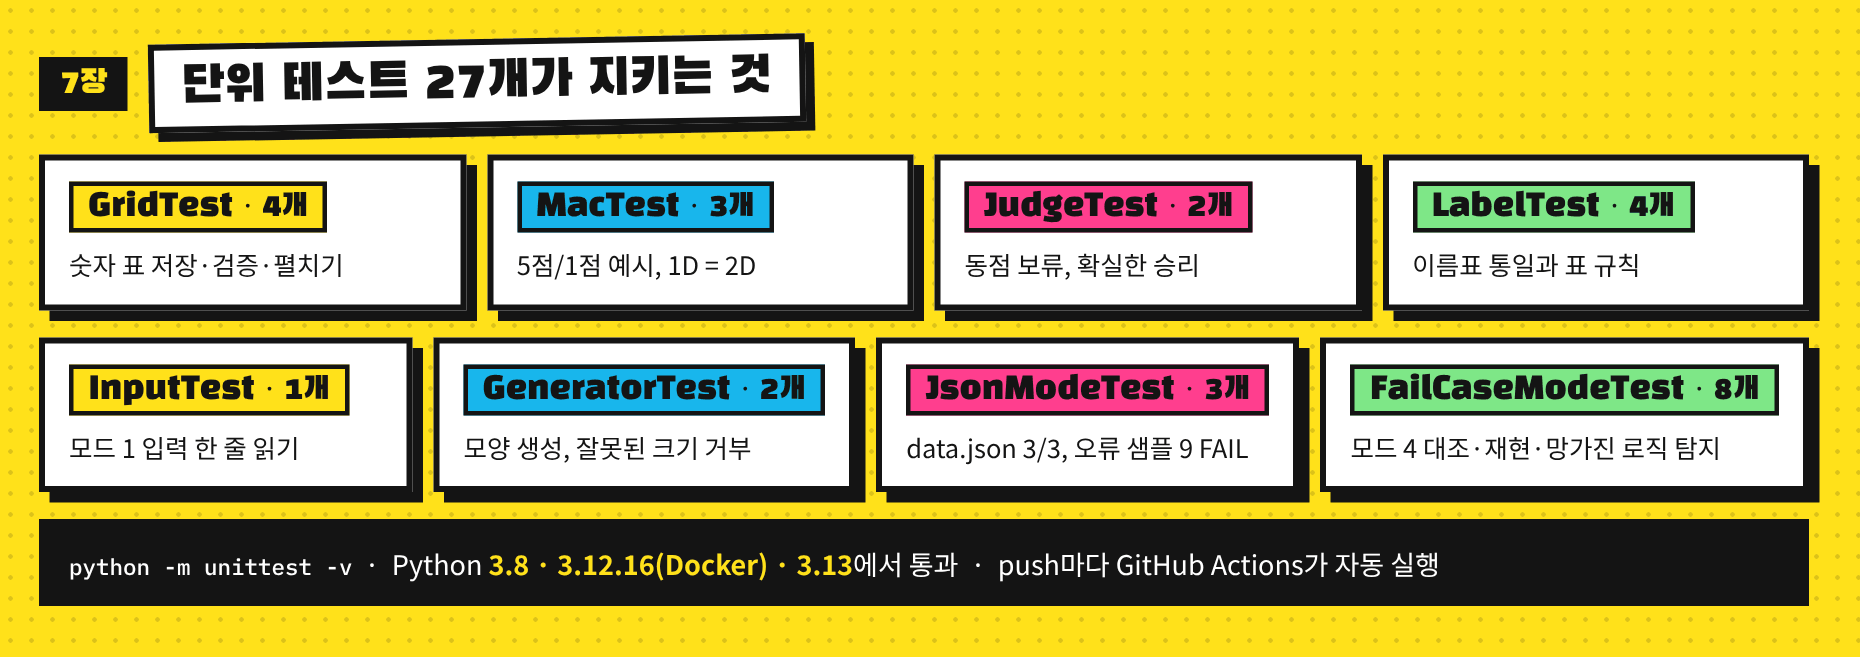 7장
단위 테스트 27개가 지키는 것
GridTest · 4개
숫자 표 저장·검증·펼치기
MacTest · 3개
5점/1점 예시, 1D = 2D
JudgeTest · 2개
동점 보류, 확실한 승리
LabelTest · 4개
이름표 통일과 표 규칙
InputTest · 1개
모드 1 입력 한 줄 읽기
GeneratorTest · 2개
모양 생성, 잘못된 크기 거부
JsonModeTest · 3개
data.json 3/3, 오류 샘플 9 FAIL
FailCaseModeTest · 8개
모드 4 대조·재현·망가진 로직 탐지
python -m unittest -v · Python 3.8 · 3.12.16(Docker) · 3.13에서 통과 · push마다 GitHub Actions가 자동 실행